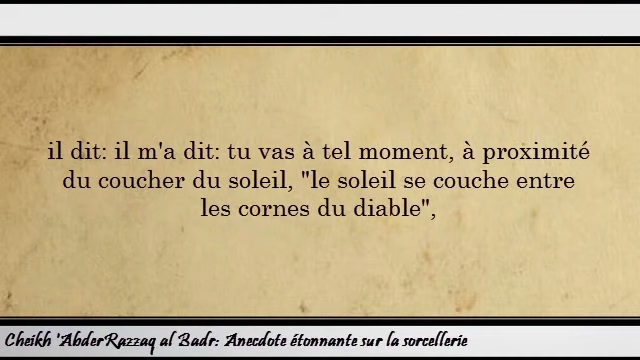 il dit: il m'a dit: tu vas à tel moment, à proximité
du coucher du soleil, "le soleil se couche entre
les cornes du diable",
Cheikh 'AbderRazzaq al Badr: Anecdote étonnante sur la sorcellerie